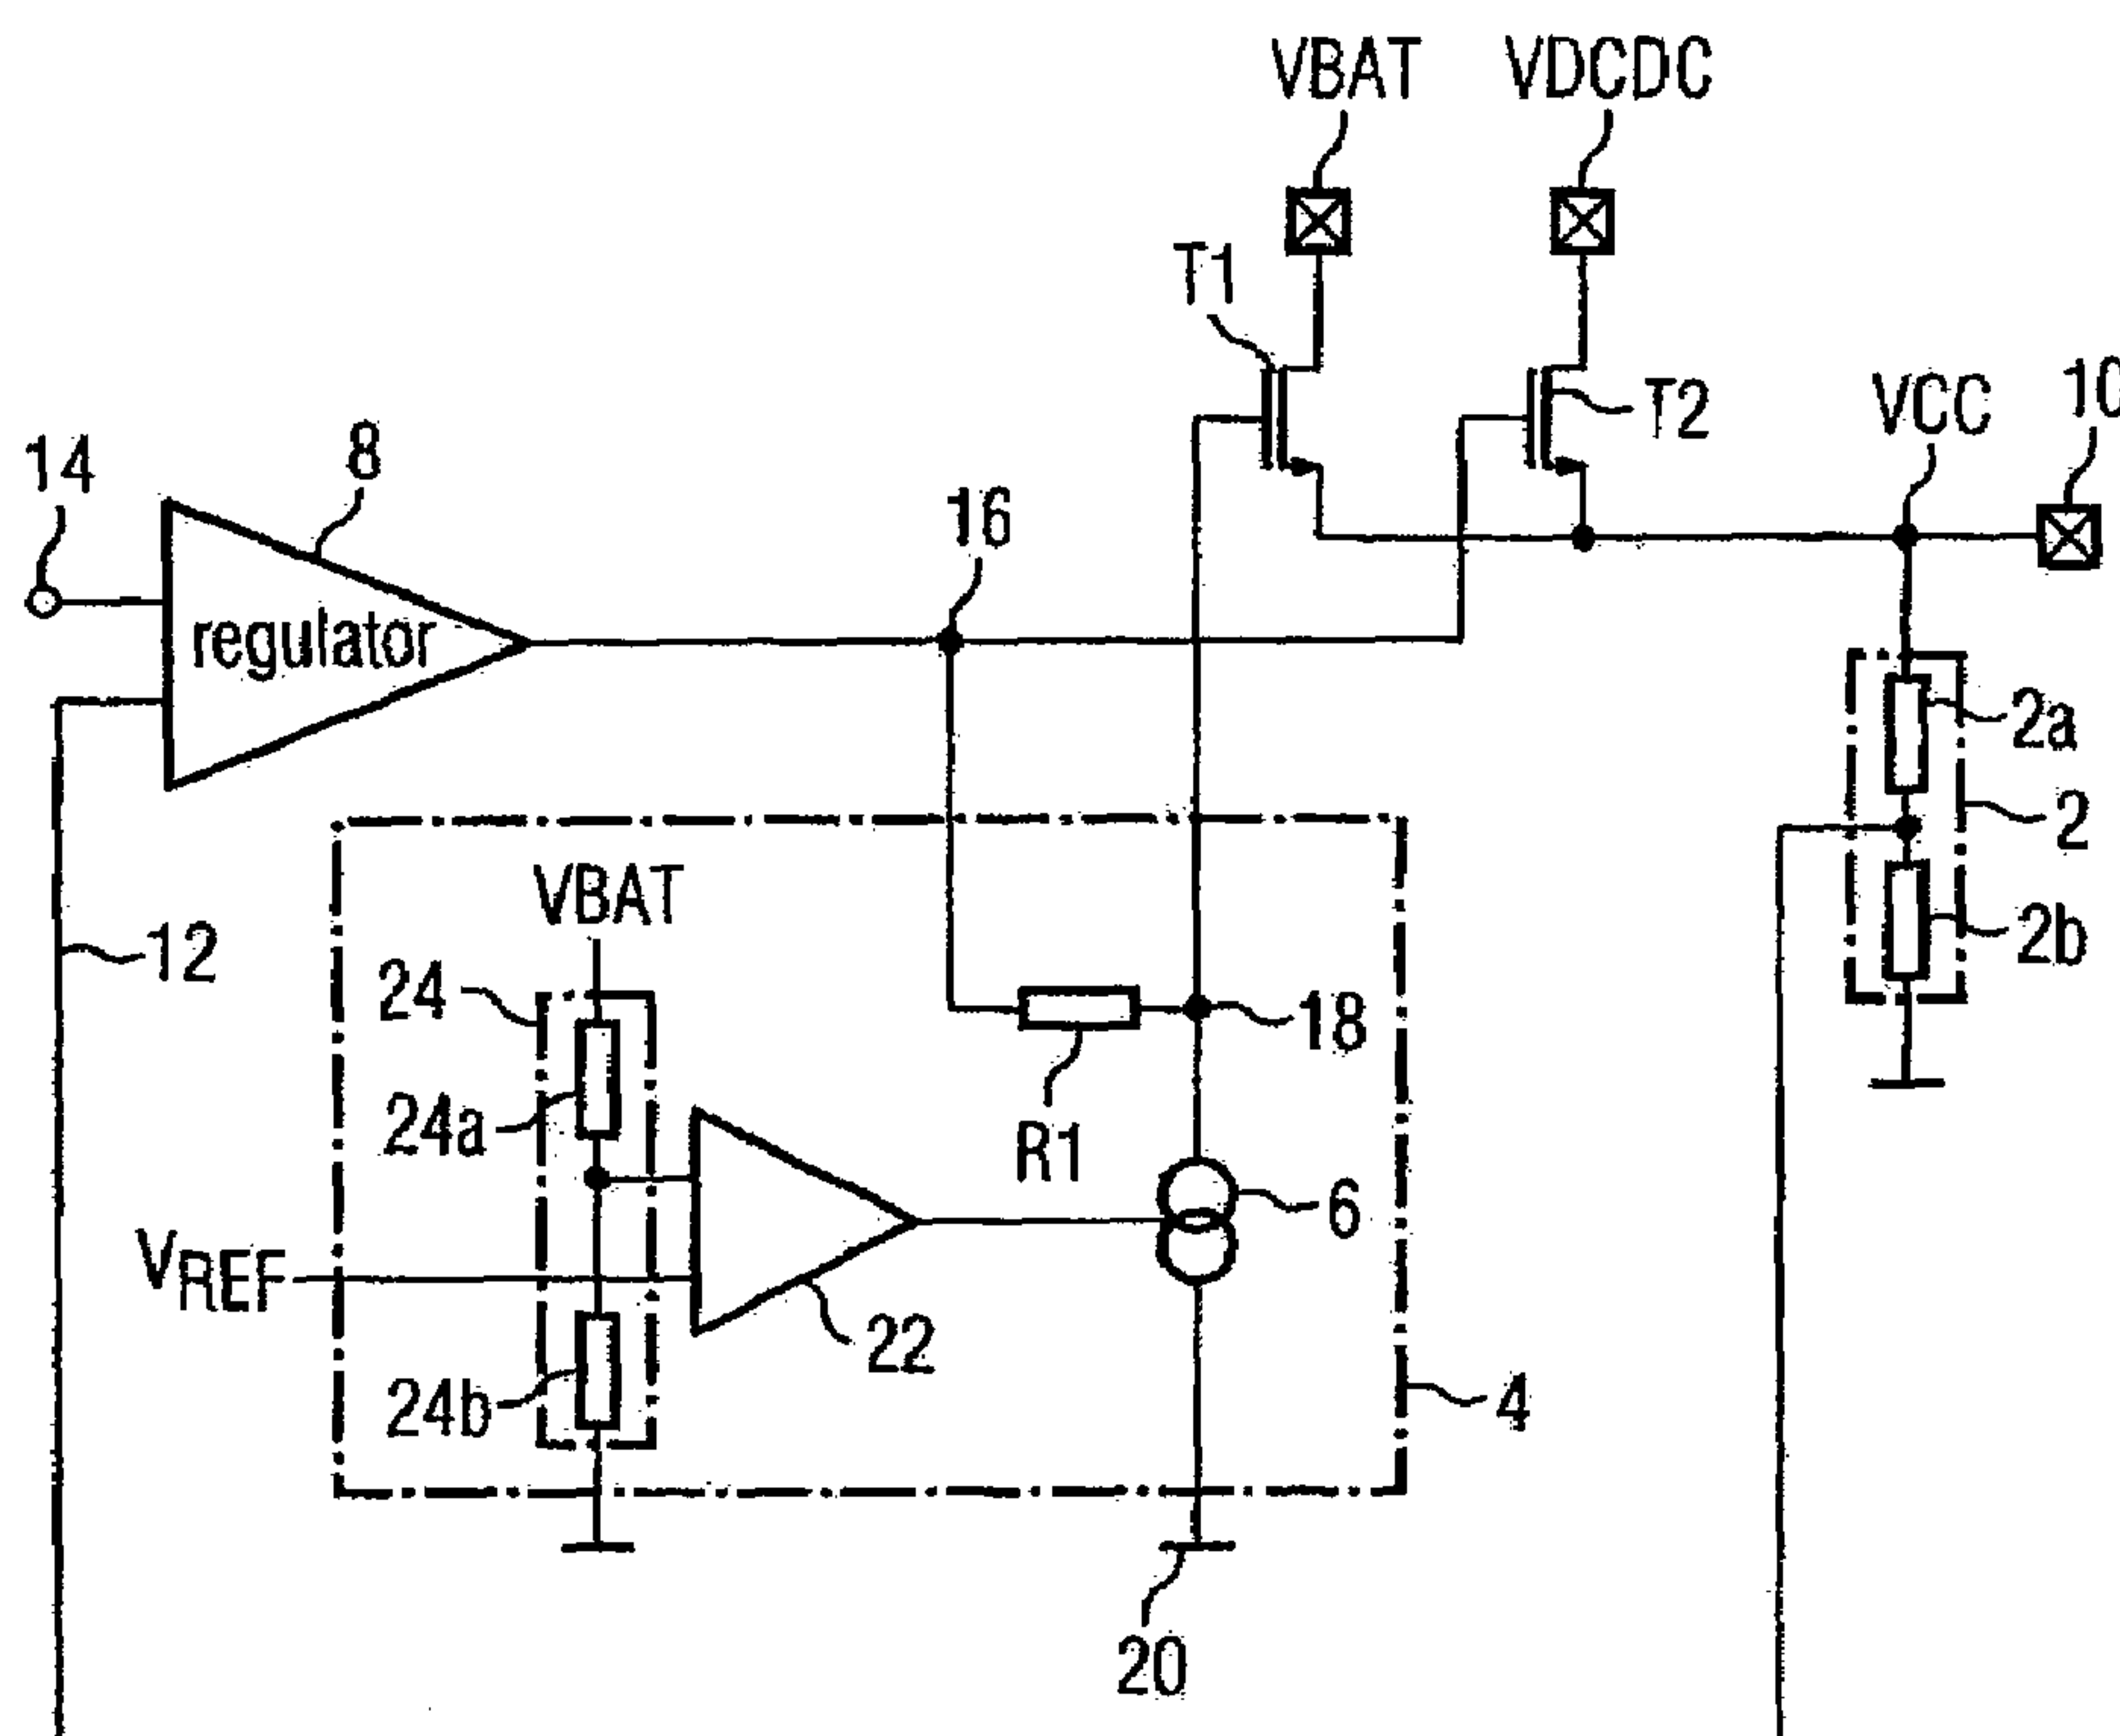 VBAT
VDCDC
T1
T2
VCC
10
14
8
16
regulator
2a
2
2b
12
VBAT
24
24a
18
R1
6
VREF
22
24b
4
20